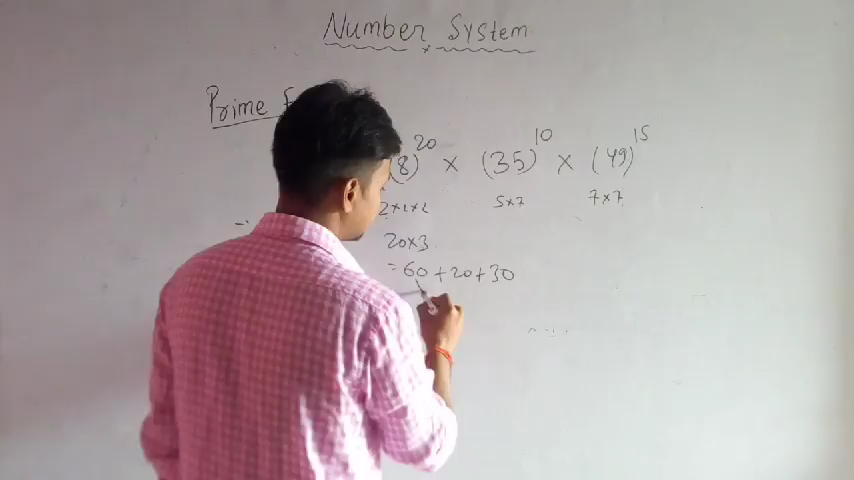 Number System
Prime F
(8)^20 × (35)^10 × (49)^15
2×2×2 5×7 7×7
20×3
= 60 + 20 + 30